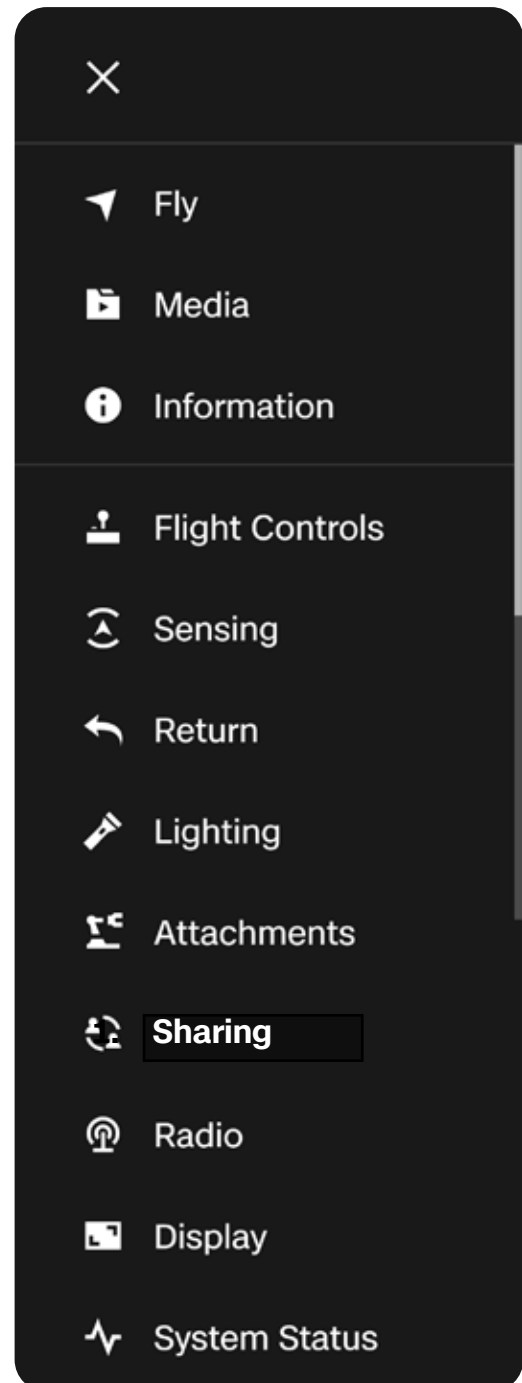 Fly
Media
Information
Flight Controls
Sensing
Return
Lighting
Attachments
Sharing
Radio
Display
System Status